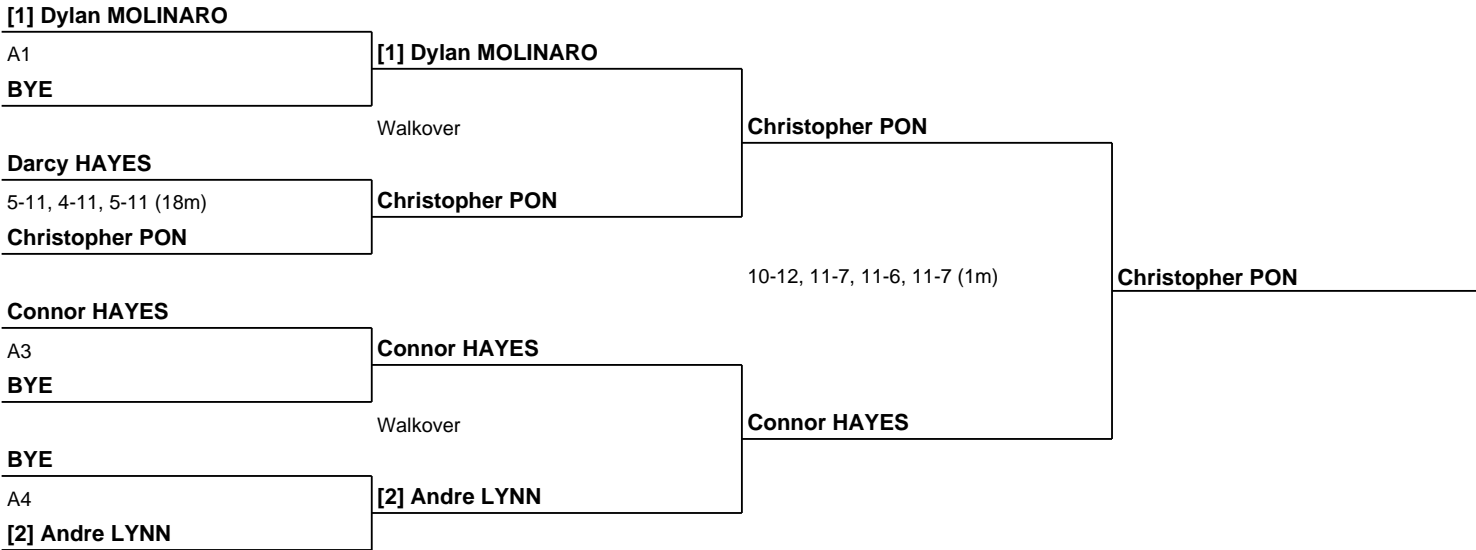 [1] Dylan MOLINARO
A1
[1] Dylan MOLINARO
BYE
Walkover
Christopher PON
Darcy HAYES
5-11, 4-11, 5-11 (18m)
Christopher PON
Christopher PON
10-12, 11-7, 11-6, 11-7 (1m)
Christopher PON
Connor HAYES
A3
Connor HAYES
BYE
Walkover
Connor HAYES
BYE
A4
[2] Andre LYNN
[2] Andre LYNN